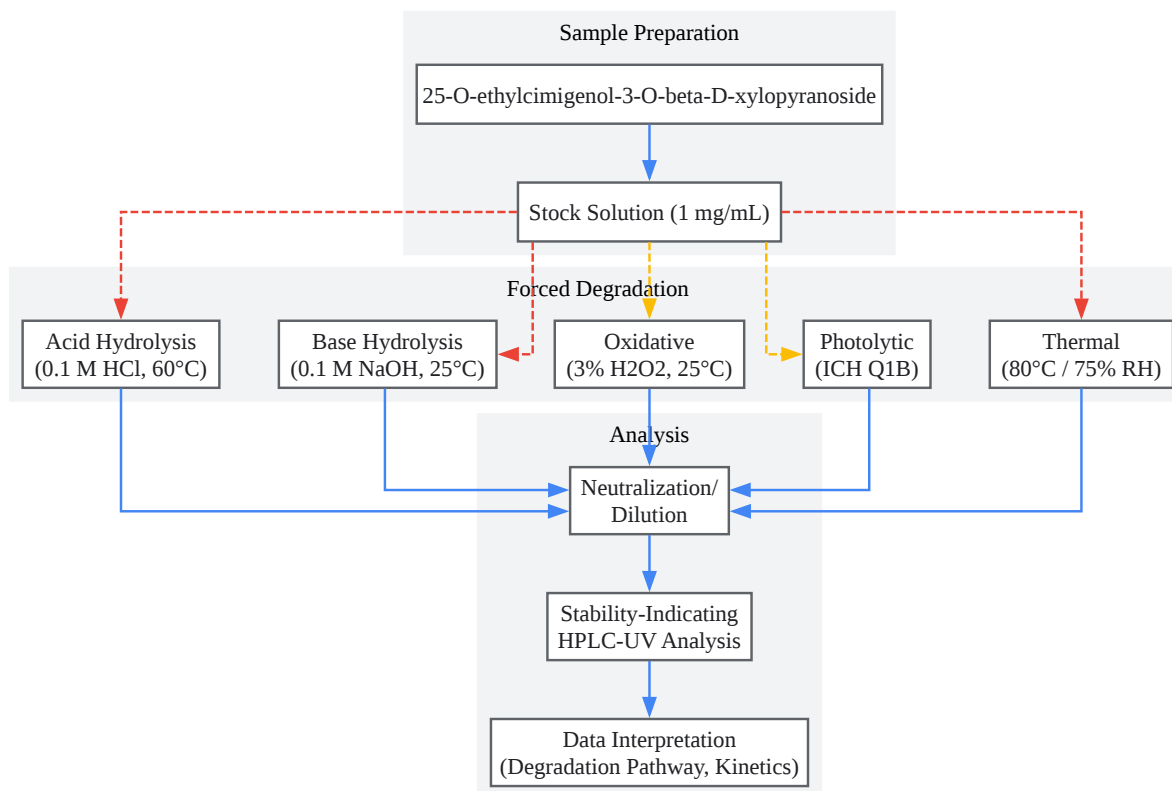 Sample Preparation
25-O-ethylcimigenol-3-O-beta-D-xylopyranoside
Stock Solution (1 mg/mL)
Forced Degradation
Acid Hydrolysis
(0.1 M HCl, 60°C)
Base Hydrolysis
(0.1 M NaOH, 25°C)
Oxidative
(3% H2O2, 25°C)
Photolytic
(ICH Q1B)
Thermal
(80°C / 75% RH)
Analysis
Neutralization/
Dilution
Stability-Indicating
HPLC-UV Analysis
Data Interpretation
(Degradation Pathway, Kinetics)